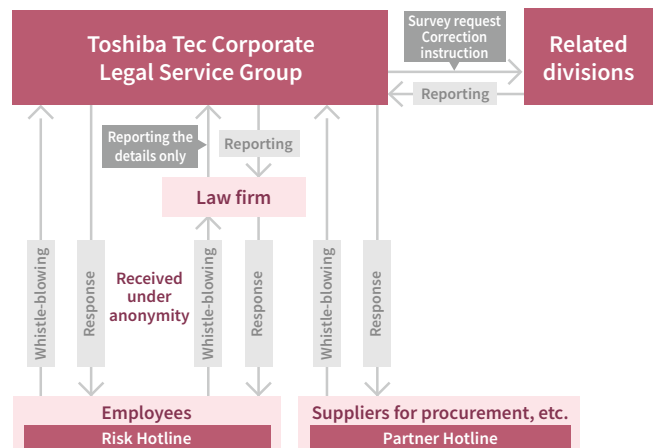 Toshiba Tec Corporate
Legal Service Group
Survey request
Correction
instruction
Related
divisions
Reporting
Reporting the
details only
Reporting
Law firm
Whistle-blowing
Response
Received
under
anonymity
Whistle-blowing
Response
Whistle-blowing
Response
Employees
Risk Hotline
Suppliers for procurement, etc.
Partner Hotline